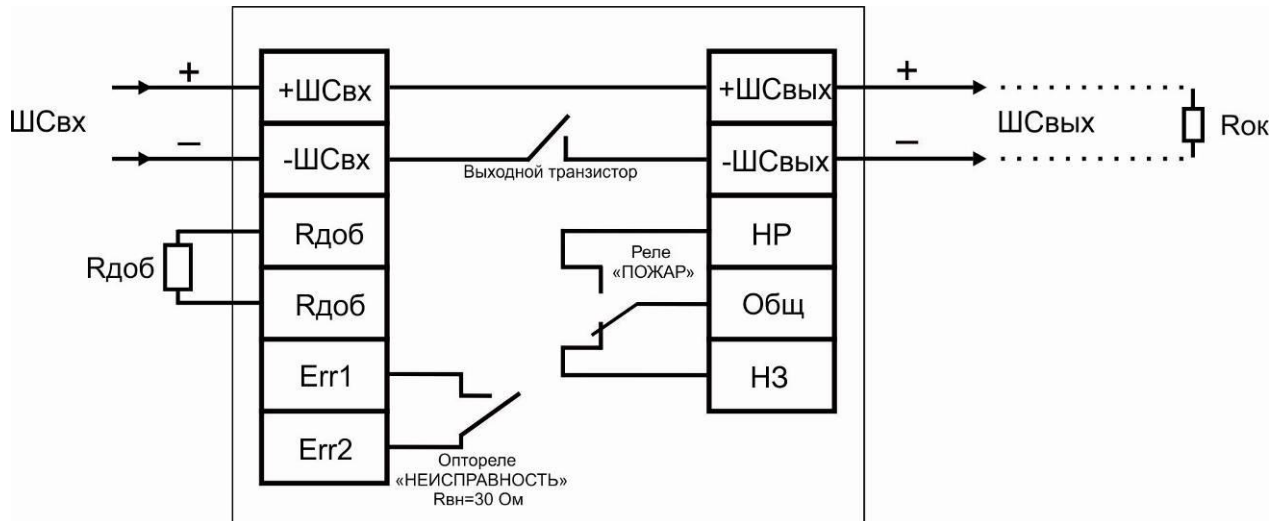 ШСвх
+
–
+ШСвх
-ШСвх
Rдоб
Rдоб
Err1
Err2
Rдоб
Выходной транзистор
Реле
«ПОЖАР»
Оптореле
«НЕИСПРАВНОСТЬ»
Rвн=30 Ом
+ШСвых
-ШСвых
НР
Общ
НЗ
+
–
ШСвых
Rок